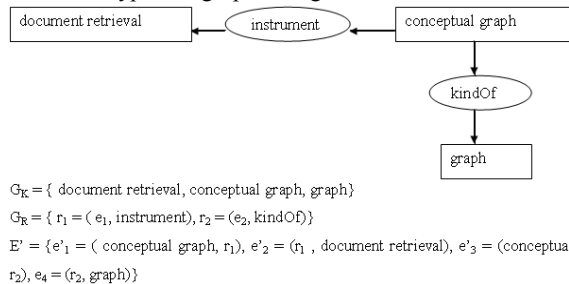 document retrieval
instrument
conceptual graph
kindOf
graph
G_K = { document retrieval, conceptual graph, graph}
G_R = { r₁ = ( e₁, instrument), r₂ = (e₂, kindOf)}
E’ = {e’₁ = ( conceptual graph, r₁), e’₂ = (r₁ , document retrieval), e’₃ = (conceptua
r₂), e₄ = (r₂, graph)}